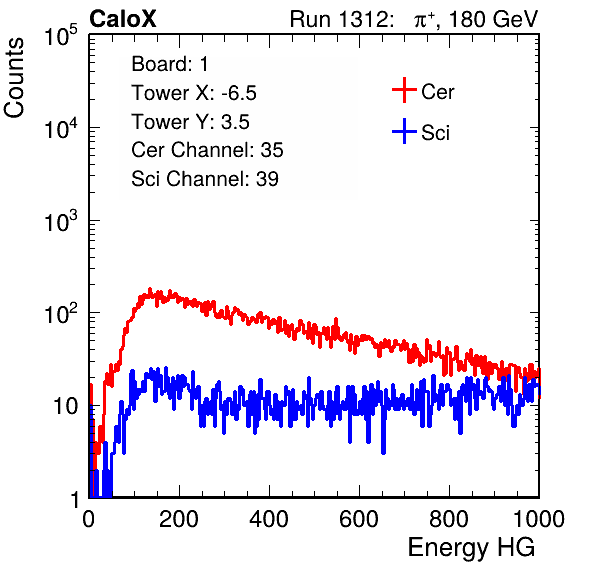 CaloX Run 1312: π⁺, 180 GeV
Counts
10⁵
10⁴
10³
10²
10
1
Board: 1
Tower X: -6.5
Tower Y: 3.5
Cer Channel: 35
Sci Channel: 39
Cer
Sci
0 200 400 600 800 1000
Energy HG